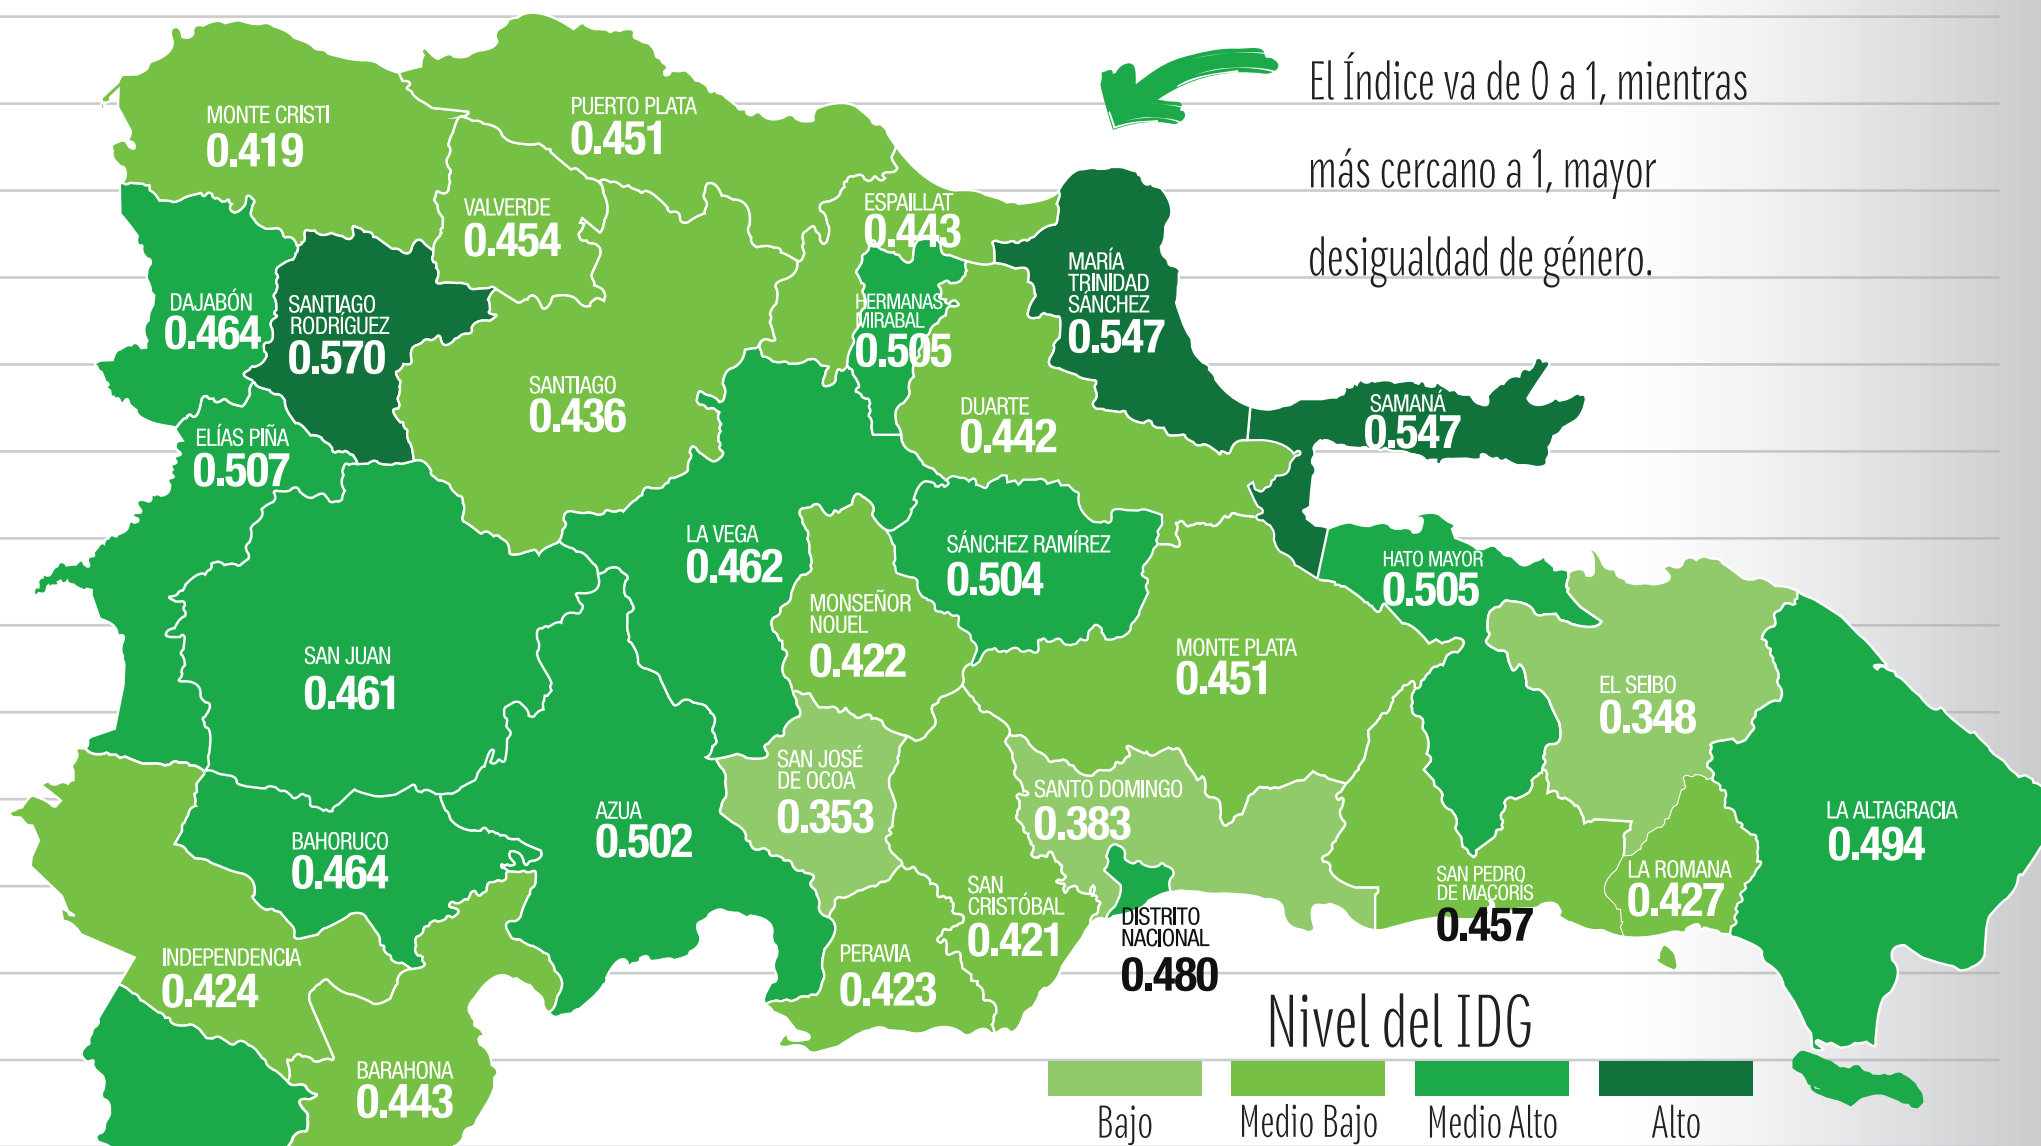 El Índice va de 0 a 1, mientras
más cercano a 1, mayor
desigualdad de género.
MONTE CRISTI
0.419
PUERTO PLATA
0.451
VALVERDE
0.454
ESPAILLAT
0.443
MARÍA
TRINIDAD
SÁNCHEZ
0.547
DAJABÓN
0.464
SANTIAGO
RODRÍGUEZ
0.570
HERMANAS
MIRABAL
0.505
SANTIAGO
0.436
DUARTE
0.442
SAMANÁ
0.547
ELÍAS PIÑA
0.507
LA VEGA
0.462
SÁNCHEZ RAMÍREZ
0.504
HATO MAYOR
0.505
MONSEÑOR
NOUEL
0.422
SAN JUAN
0.461
MONTE PLATA
0.451
EL SEIBO
0.348
SAN JOSÉ
DE OCOA
0.353
SANTO DOMINGO
0.383
AZUA
0.502
LA ALTAGRACIA
0.494
BAHORUCO
0.464
SAN PEDRO
DE MACORÍS
0.457
LA ROMANA
0.427
SAN
CRISTÓBAL
0.421
DISTRITO
NACIONAL
0.480
INDEPENDENCIA
0.424
PERAVIA
0.423
BARAHONA
0.443
Nivel del IDG
Bajo
Medio Bajo
Medio Alto
Alto